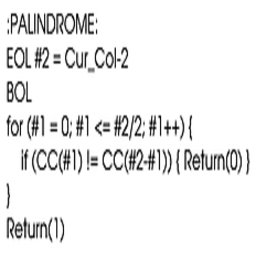 :PALINDROME:
EOL #2 = Cur_Col-2
BOL
for (#1 = 0; #1 <= #2/2; #1++) {
if (CC(#1) != CC(#2-#1)) { Return(0) }
}
Return(1)